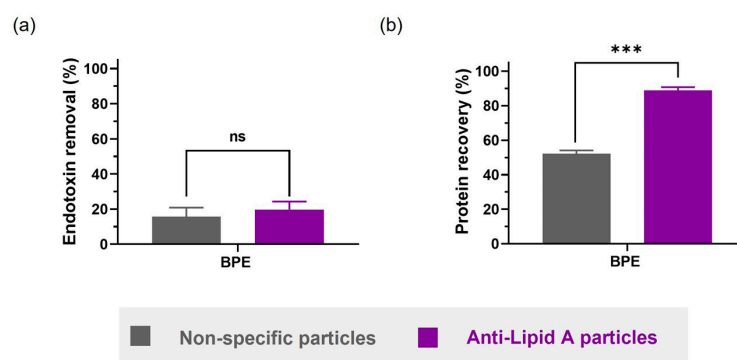 (a)
(b)
Endotoxin removal (%)
100
80
60
40
20
0
ns
BPE
Protein recovery (%)
100
80
60
40
20
0
***
BPE
Non-specific particles
Anti-Lipid A particles